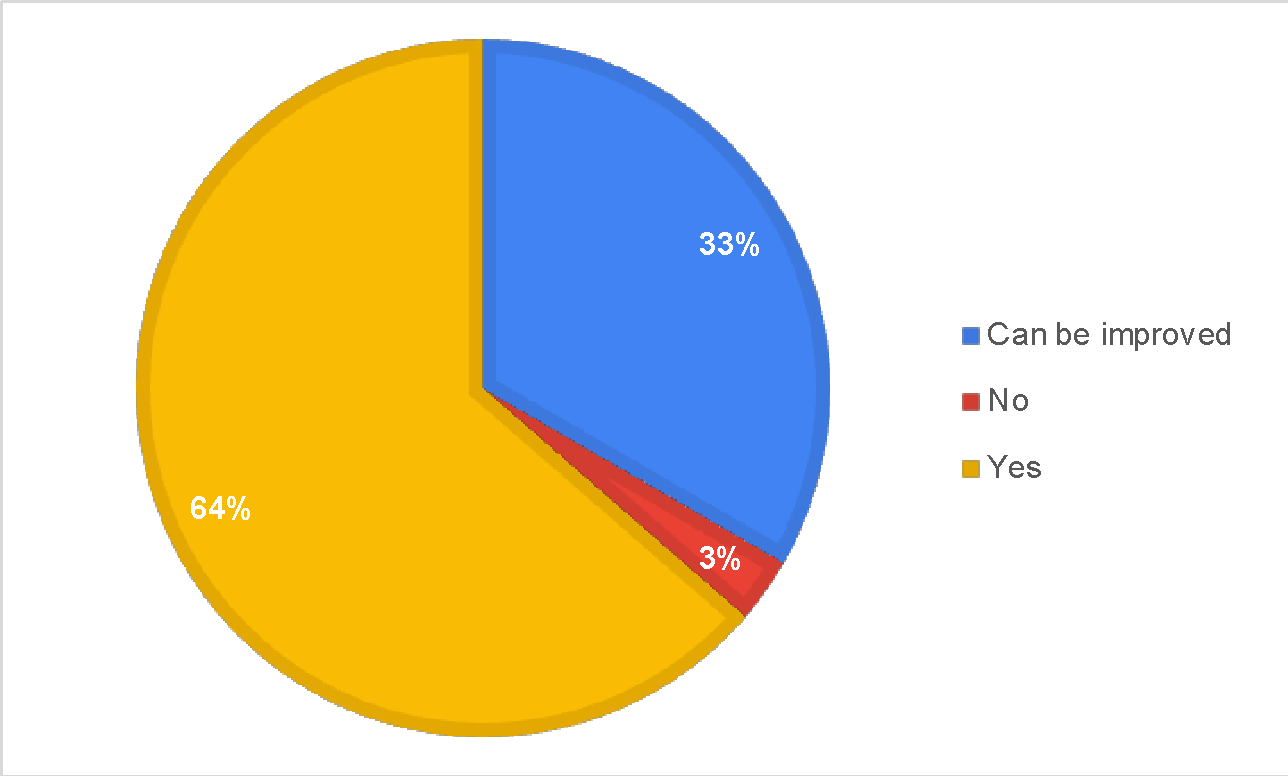 33%
64%
3%
Can be improved
No
Yes